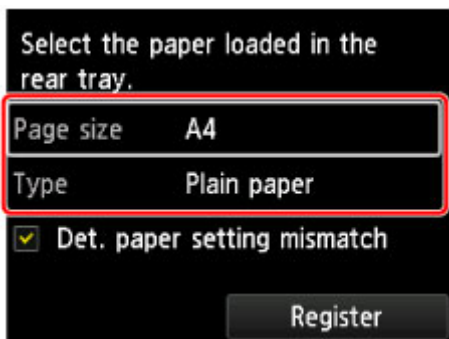 Select the paper loaded in the
rear tray.
Page size A4
Type Plain paper
Det. paper setting mismatch
Register